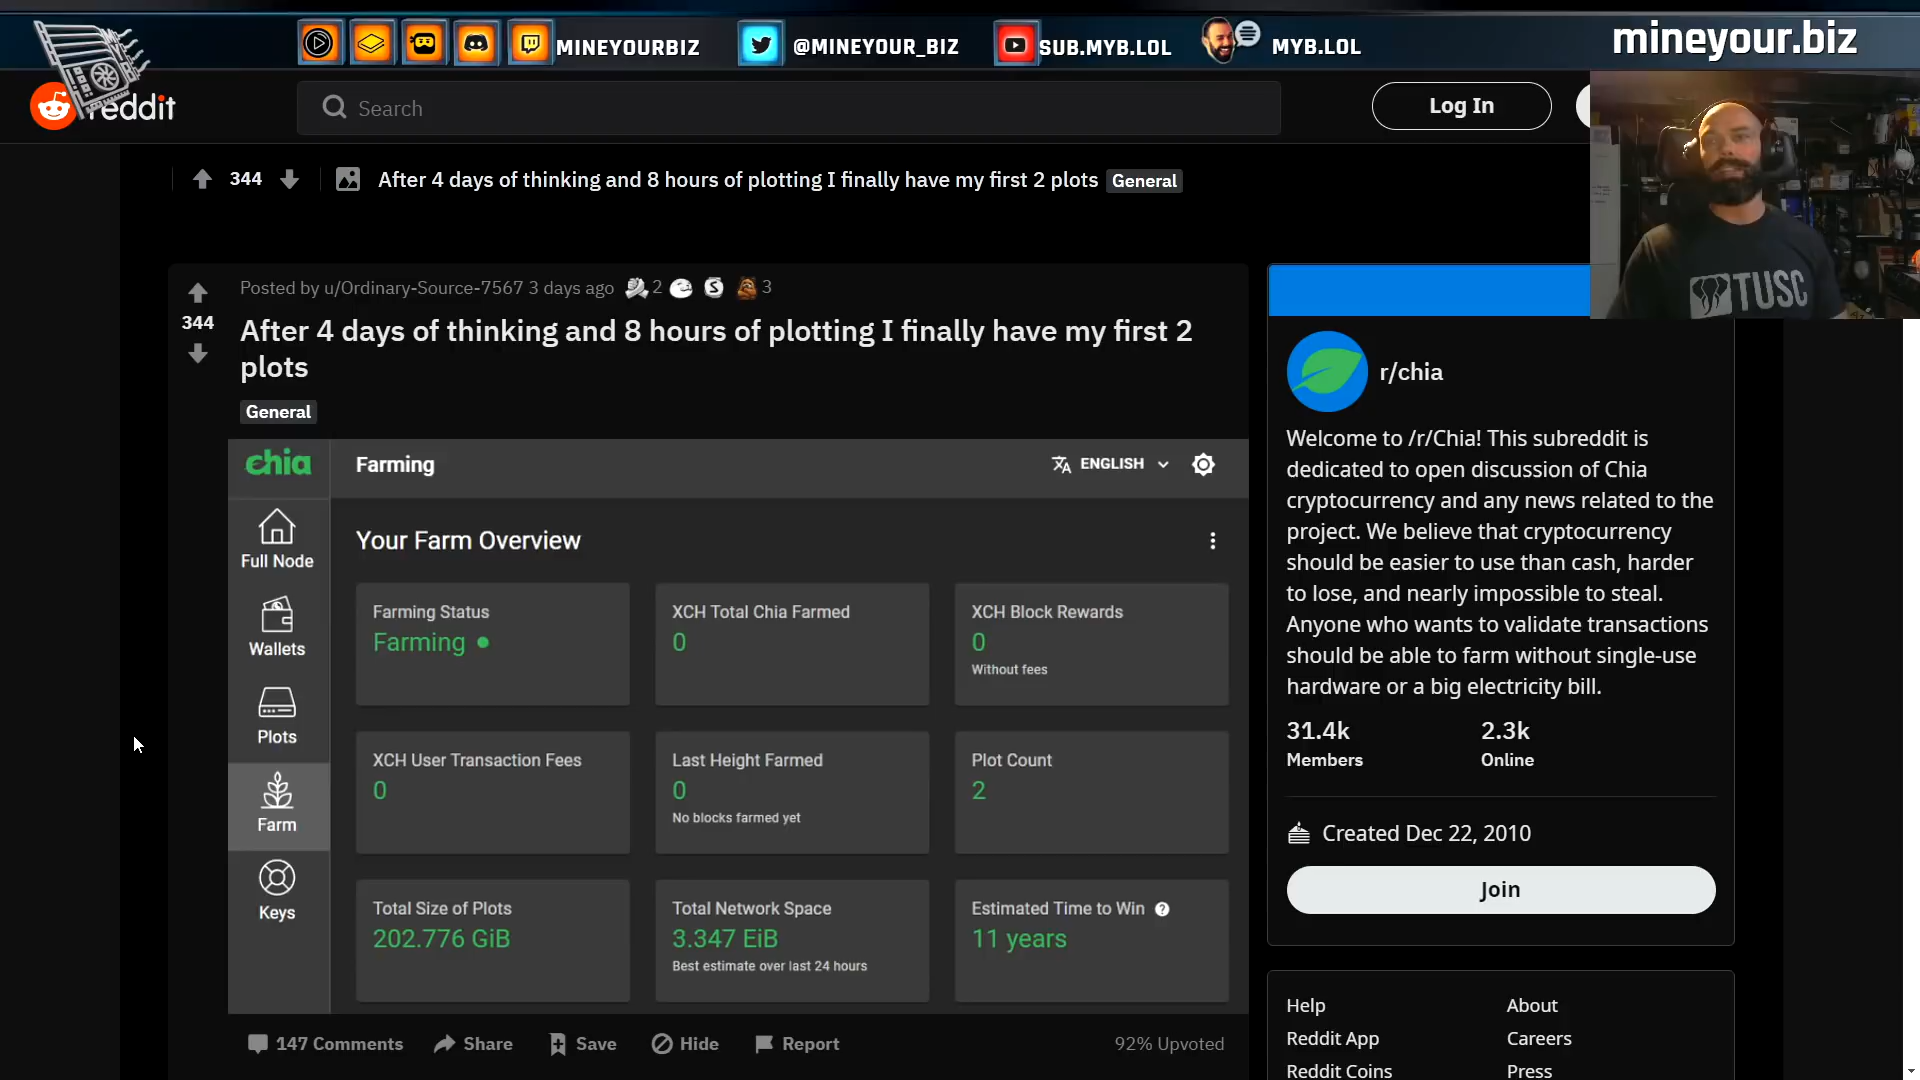 MINEYOURBIZ
@MINEYOUR_BIZ
SUB.MYB.LOL
MYB.LOL
mineyour.biz
reddit
Search
Log In
344
After 4 days of thinking and 8 hours of plotting I finally have my first 2 plots
General
TUSC
Posted by u/Ordinary-Source-7567 3 days ago
2
S
3
344
After 4 days of thinking and 8 hours of plotting I finally have my first 2
plots
General
chia
Farming
ENGLISH
Full Node
Wallets
Plots
Farm
Keys
Your Farm Overview
Farming Status
Farming
XCH Total Chia Farmed
0
XCH Block Rewards
0
Without fees
XCH User Transaction Fees
0
Last Height Farmed
0
No blocks farmed yet
Plot Count
2
Total Size of Plots
202.776 GiB
Total Network Space
3.347 EiB
Best estimate over last 24 hours
Estimated Time to Win ?
11 years
147 Comments
Share
Save
Hide
Report
92% Upvoted
r/chia
Welcome to /r/Chia! This subreddit is
dedicated to open discussion of Chia
cryptocurrency and any news related to the
project. We believe that cryptocurrency
should be easier to use than cash, harder
to lose, and nearly impossible to steal.
Anyone who wants to validate transactions
should be able to farm without single-use
hardware or a big electricity bill.
31.4k
Members
2.3k
Online
Created Dec 22, 2010
Join
Help
About
Reddit App
Careers
Reddit Coins
Press